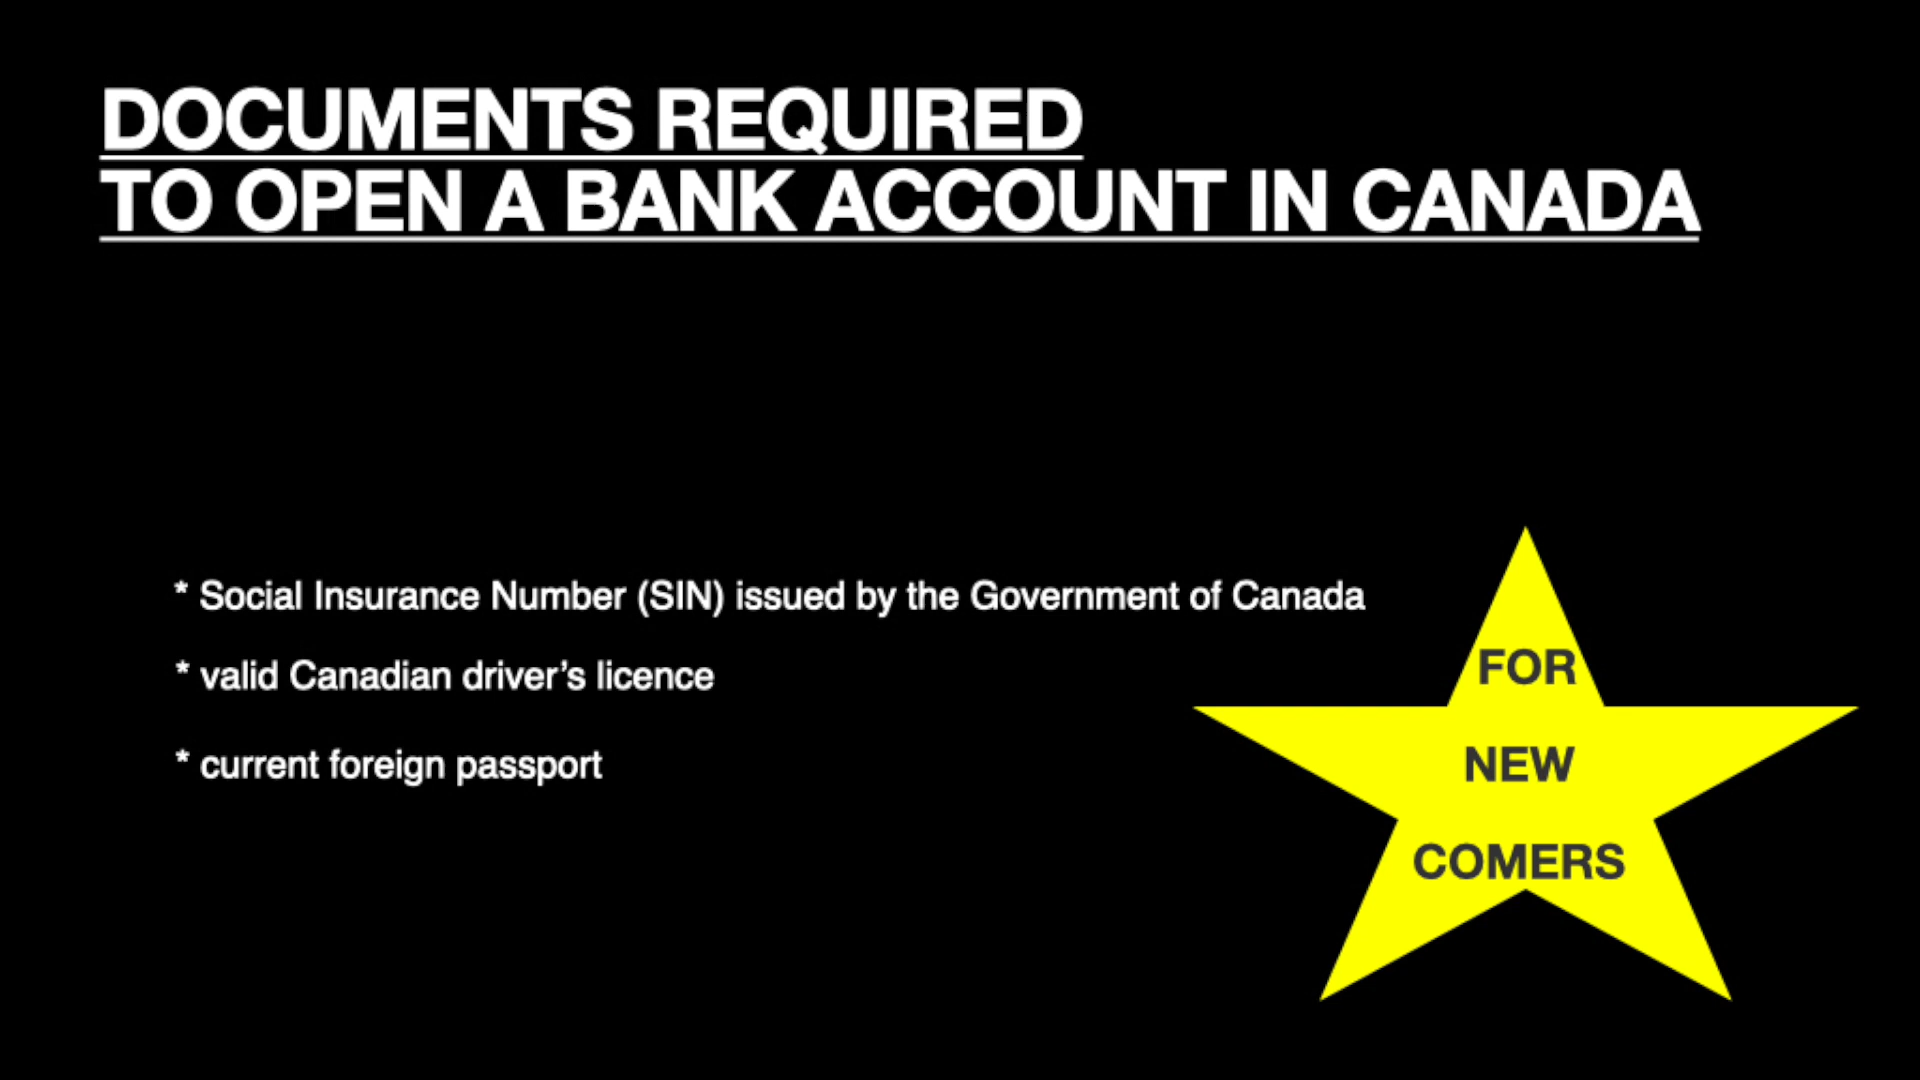 DOCUMENTS REQUIRED
TO OPEN A BANK ACCOUNT IN CANADA
* Social Insurance Number (SIN) issued by the Government of Canada
* valid Canadian driver’s licence
* current foreign passport
FOR
NEW
COMERS